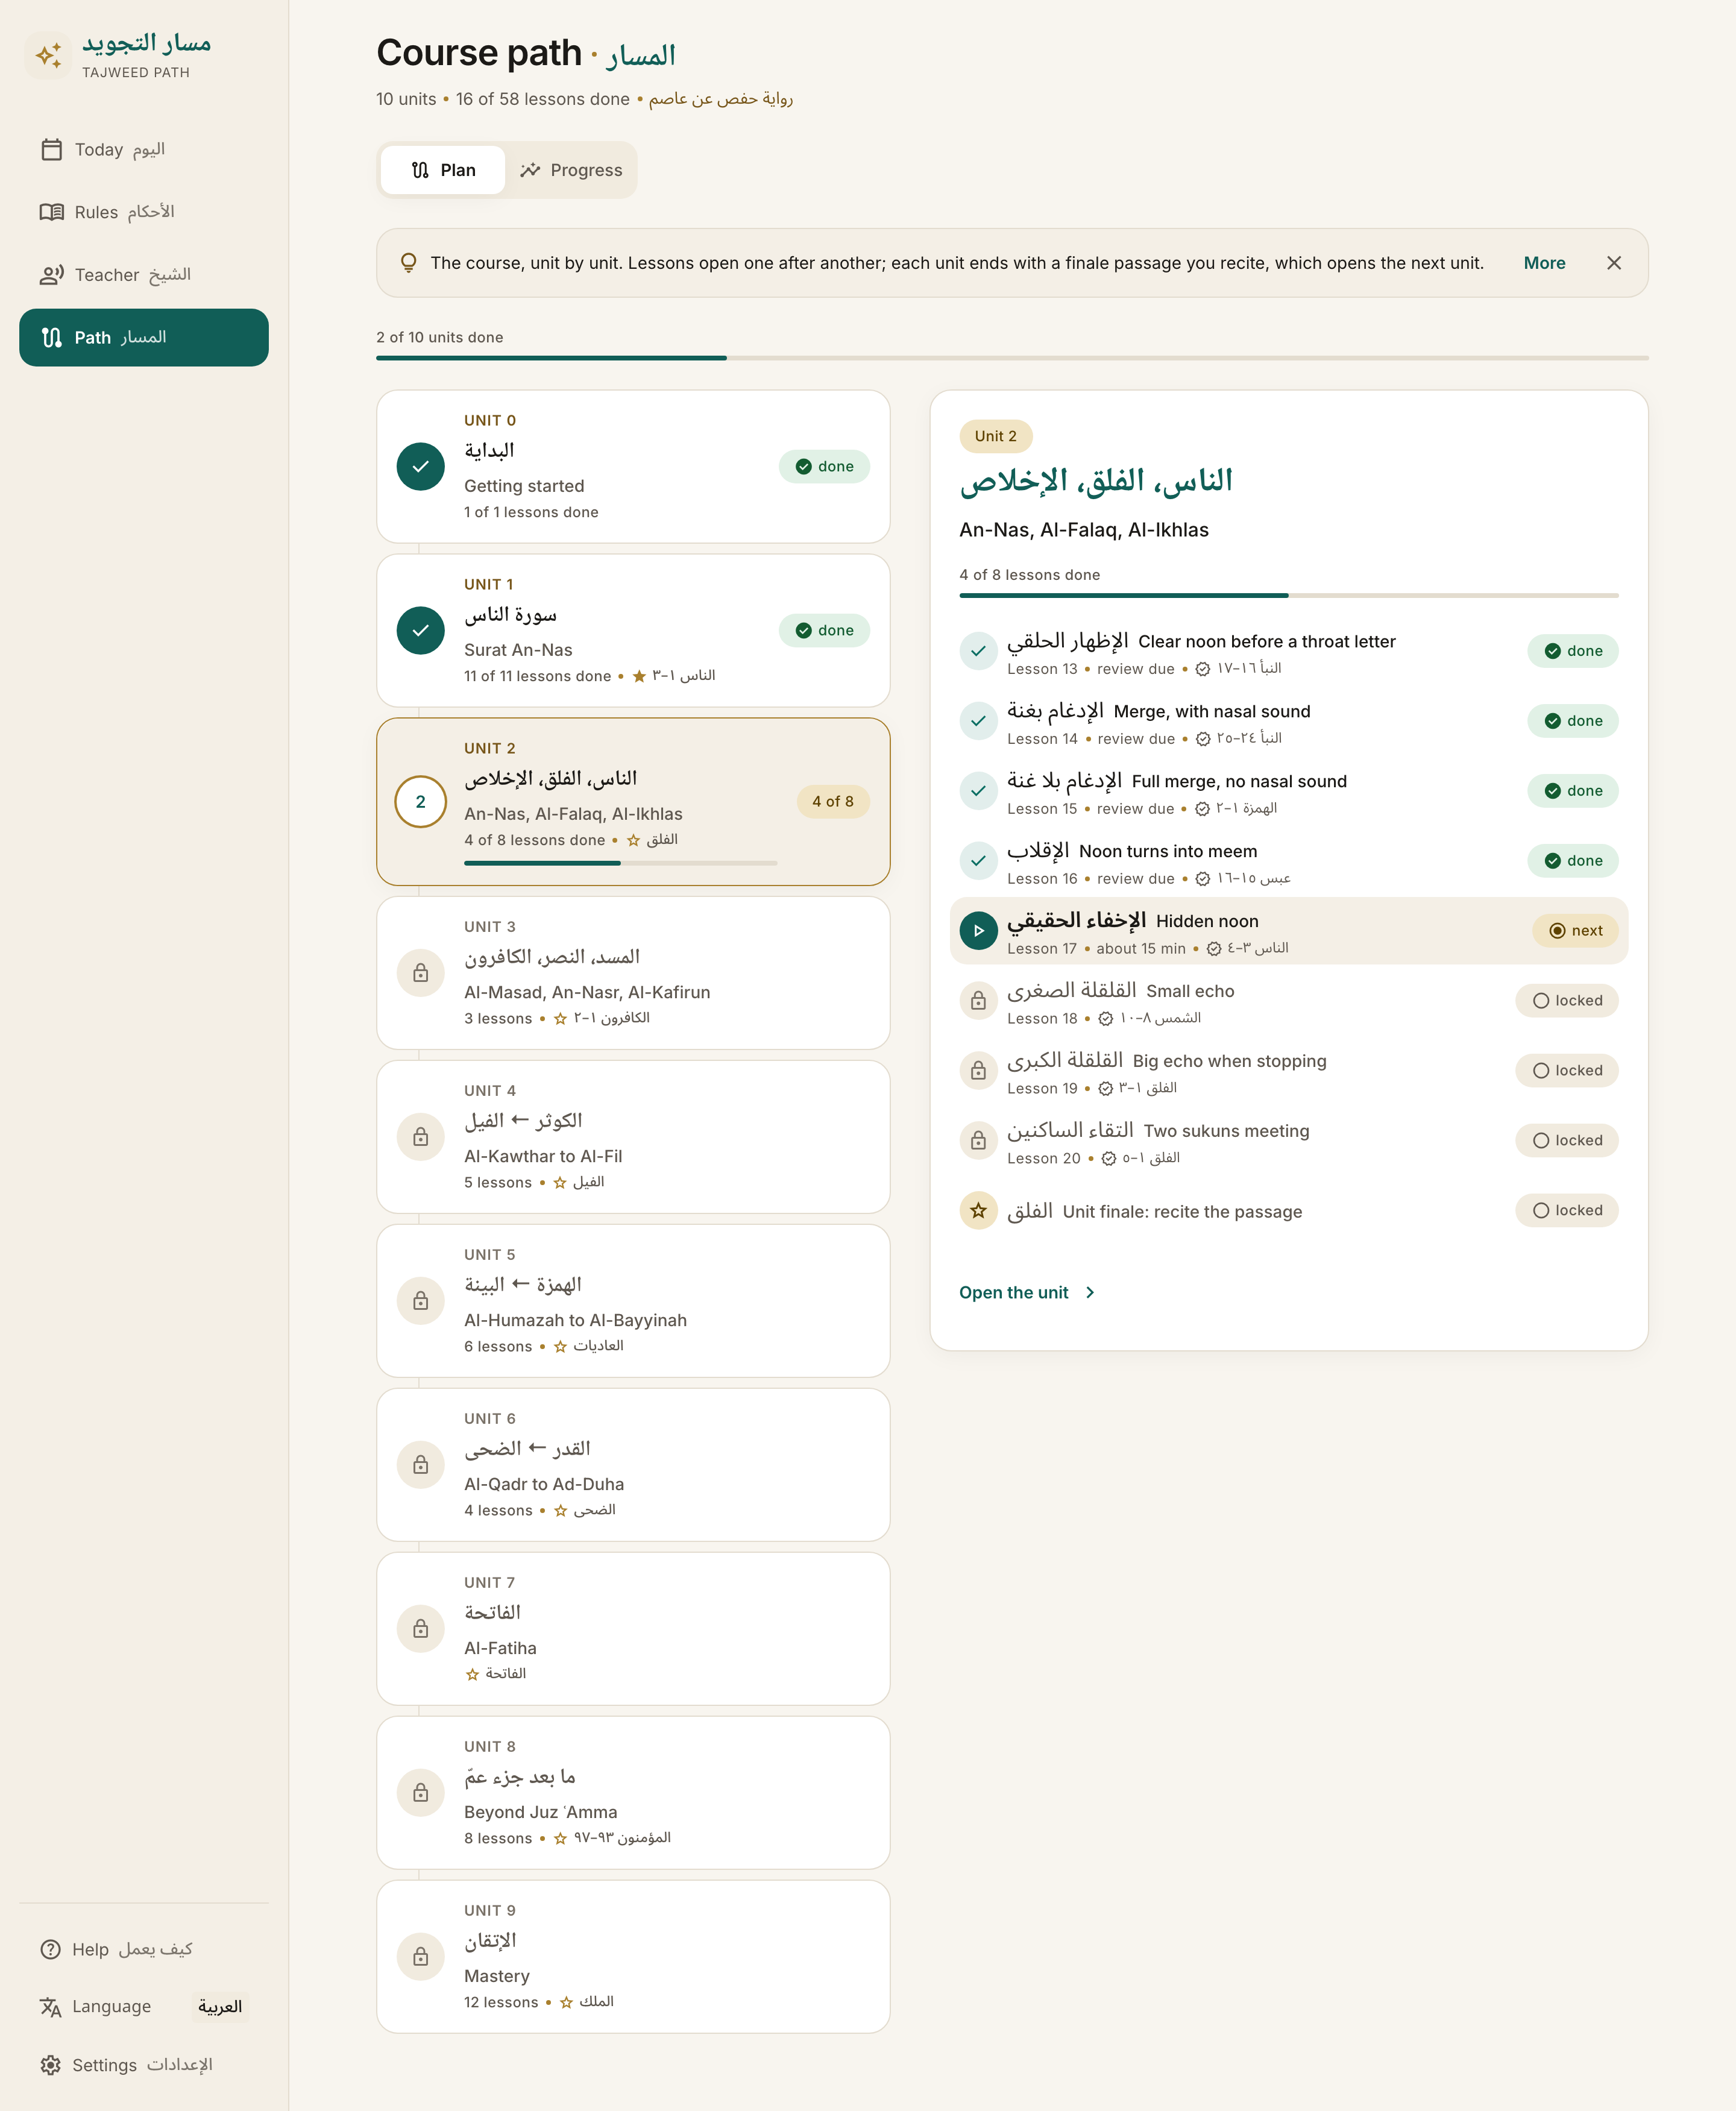 مسار التجويد
TAJWEED PATH
Today اليوم
Rules الأحكام
Teacher الشيخ
Path المسار
Help كيف يعمل
Language العربية
Settings الإعدادات
Course path • المسار
10 units • 16 of 58 lessons done • رواية حفص عن عاصم
Plan
Progress
The course, unit by unit. Lessons open one after another; each unit ends with a finale passage you recite, which opens the next unit.
More
2 of 10 units done
UNIT 0
البداية
Getting started
1 of 1 lessons done
done
UNIT 1
سورة الناس
Surat An-Nas
11 of 11 lessons done • الناس ١–٣
done
UNIT 2
2
الناس، الفلق، الإخلاص
An-Nas, Al-Falaq, Al-Ikhlas
4 of 8 lessons done • الفلق
4 of 8
UNIT 3
المسد، النصر، الكافرون
Al-Masad, An-Nasr, Al-Kafirun
3 lessons • الكافرون ١–٢
UNIT 4
الكوثر ← الفيل
Al-Kawthar to Al-Fil
5 lessons • الفيل
UNIT 5
الهمزة ← البينة
Al-Humazah to Al-Bayyinah
6 lessons • العاديات
UNIT 6
القدر ← الضحى
Al-Qadr to Ad-Duha
4 lessons • الضحى
UNIT 7
الفاتحة
Al-Fatiha
الفاتحة
UNIT 8
ما بعد جزء عمّ
Beyond Juz ʿAmma
8 lessons • المؤمنون ٩٣–٩٧
UNIT 9
الإتقان
Mastery
12 lessons • الملك
Unit 2
الناس، الفلق، الإخلاص
An-Nas, Al-Falaq, Al-Ikhlas
4 of 8 lessons done
الإظهار الحلقي Clear noon before a throat letter
Lesson 13 • review due • النبأ ١٦–١٧
done
الإدغام بغنة Merge, with nasal sound
Lesson 14 • review due • النبأ ٢٤–٢٥
done
الإدغام بلا غنة Full merge, no nasal sound
Lesson 15 • review due • الهمزة ١–٢
done
الإقلاب Noon turns into meem
Lesson 16 • review due • عبس ١٥–١٦
done
الإخفاء الحقيقي Hidden noon
Lesson 17 • about 15 min • الناس ٣–٤
next
القلقلة الصغرى Small echo
Lesson 18 • الشمس ٨–١٠
locked
القلقلة الكبرى Big echo when stopping
Lesson 19 • الفلق ١–٣
locked
التقاء الساكنين Two sukuns meeting
Lesson 20 • الفلق ١–٥
locked
الفلق Unit finale: recite the passage
locked
Open the unit